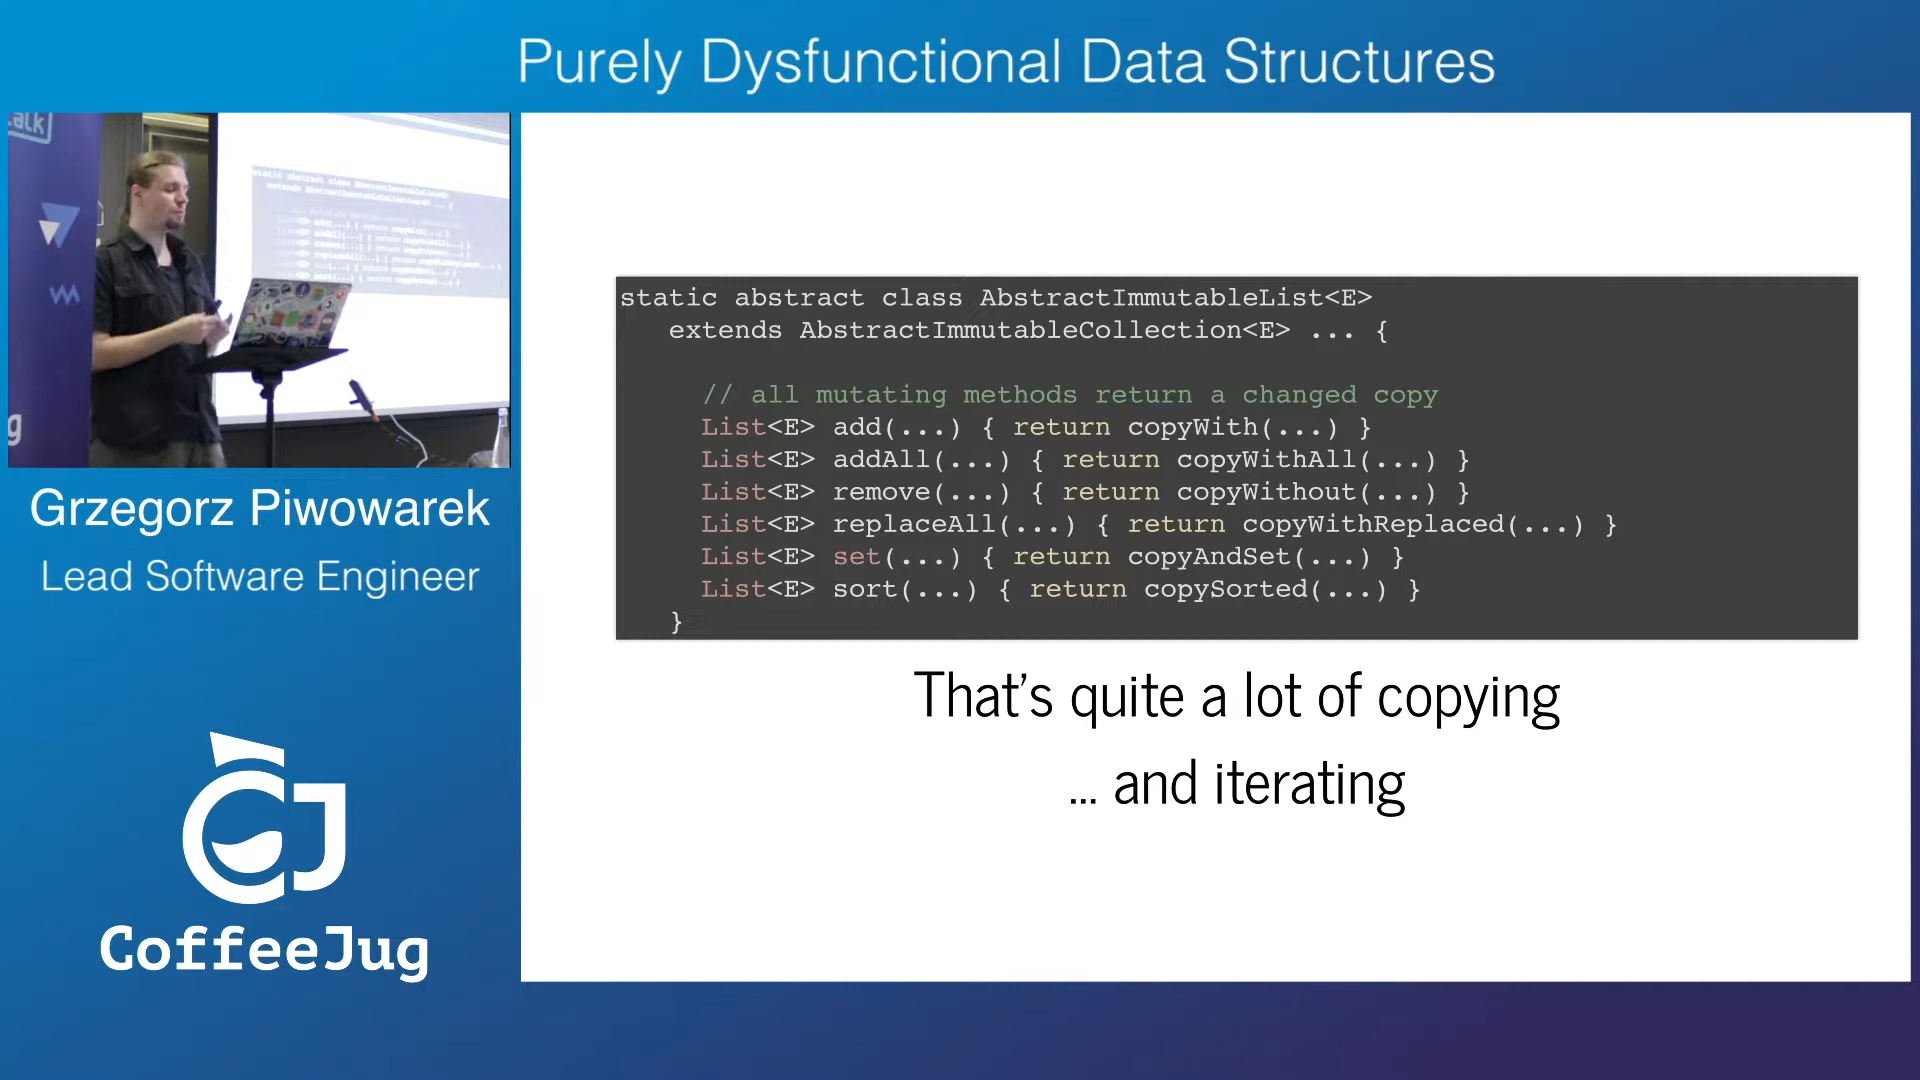 Purely Dysfunctional Data Structures
alk
g
Grzegorz Piwowarek
Lead Software Engineer
CJ
CoffeeJug
static abstract class AbstractImmutableList<E>
extends AbstractImmutableCollection<E> ... {
// all mutating methods return a changed copy
List<E> add(...) { return copyWith(...) }
List<E> addAll(...) { return copyWithAll(...) }
List<E> remove(...) { return copyWithout(...) }
List<E> replaceAll(...) { return copyWithReplaced(...) }
List<E> set(...) { return copyAndSet(...) }
List<E> sort(...) { return copySorted(...) }
}
That's quite a lot of copying
... and iterating